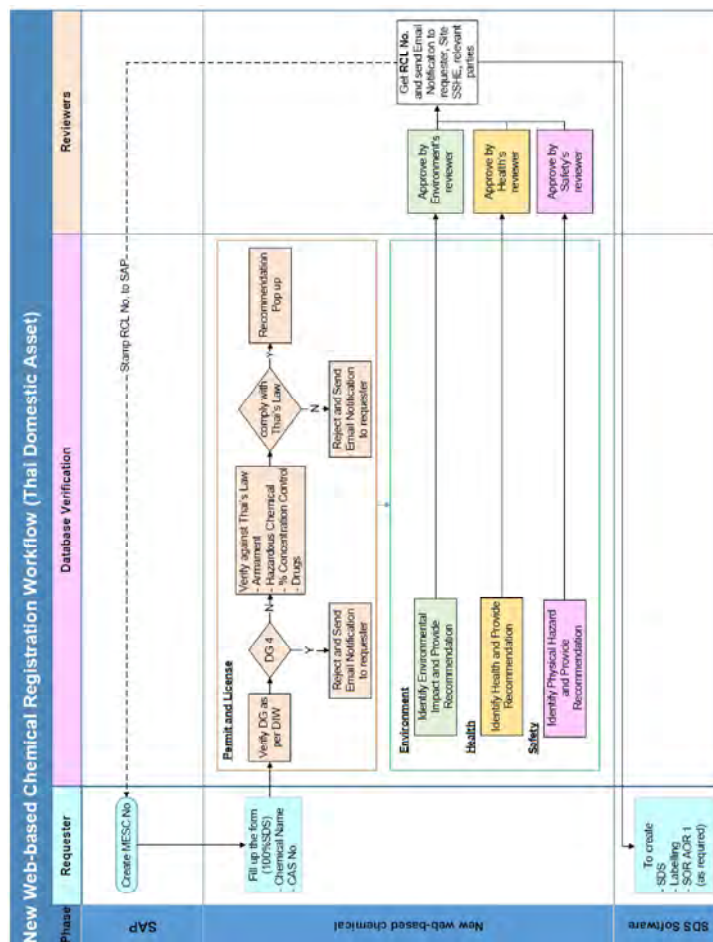 New Web-based Chemical Registration Workflow (Thai Domestic Asset)
Phase
Requester
Database Verification
Reviewers
SAP
Create MESC No
Stamp RCL No. to SAP
New web-based chemical
Fill up the form
(100%SDS)
- Chemical Name
- CAS No.
Permit and License
Verify DG as
per DIW
DG 4
N
Y
Reject and Send
Email Notification
to requester
Verify against Thai's Law
- Armament
- Hazardous Chemical
- % Concentration Control
- Drugs
comply with
Thai's Law
Y
N
Reject and Send
Email Notification
to requester
Recommendation
Pop up
Environment
Identify Environmental
Impact and Provide
Recommendation
Health
Identify Health and Provide
Recommendation
Safety
Identify Physical Hazard
and Provide
Recommendation
Approve by
Environment's
reviewer
Approve by
Health's
reviewer
Approve by
Safety's
reviewer
Get RCL No.
and send Email
Notification to
requester, Site
SSHE, relevant
parties
SDS Software
To create
- SDS
- Labelling
- SOR AOR 1
(as required)